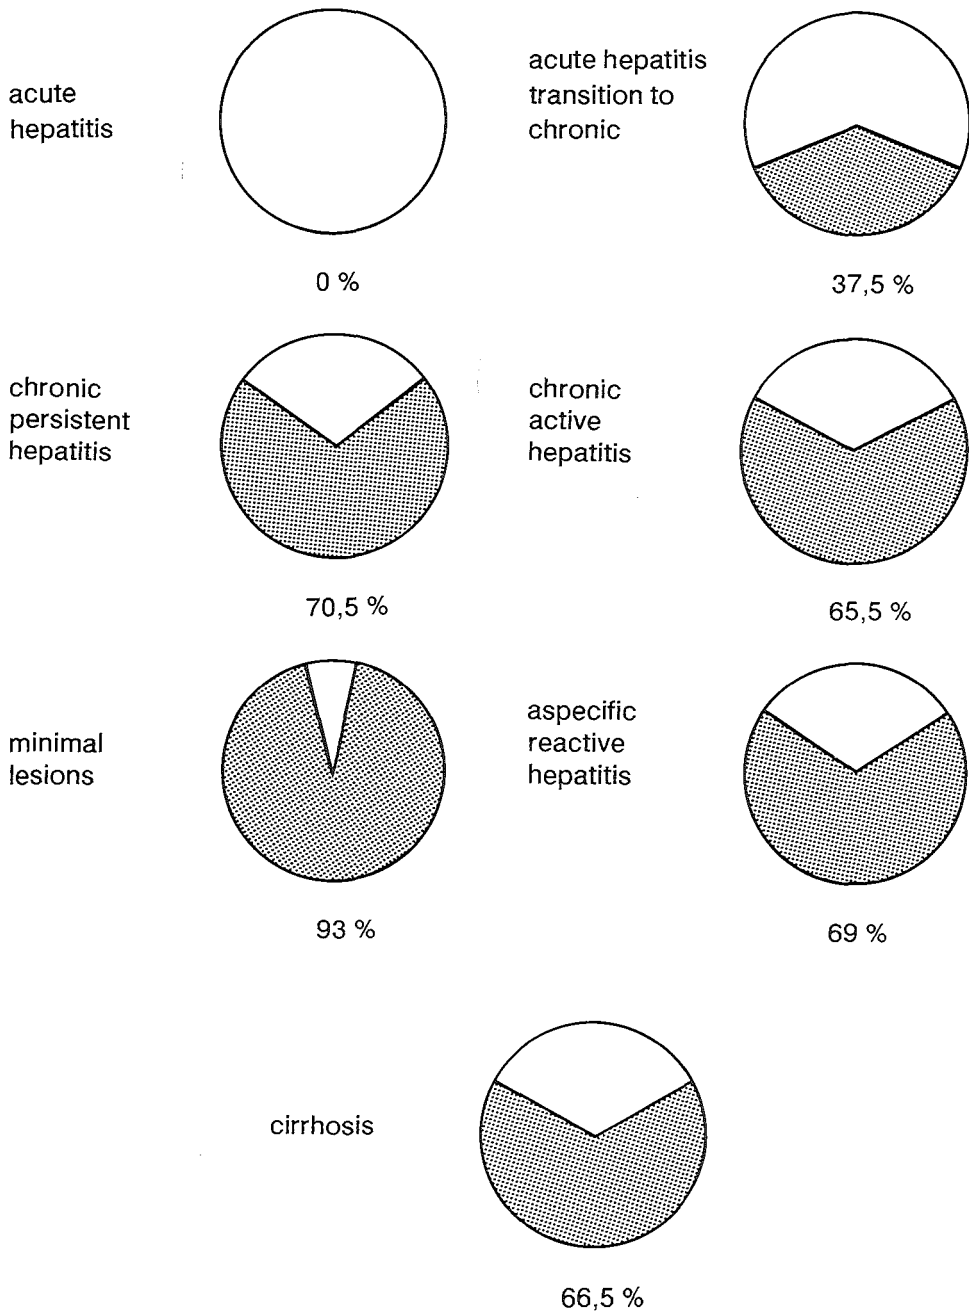 acute
hepatitis
0 %
acute hepatitis
transition to
chronic
37,5 %
chronic
persistent
hepatitis
70,5 %
chronic
active
hepatitis
65,5 %
minimal
lesions
93 %
aspecific
reactive
hepatitis
69 %
cirrhosis
66,5 %